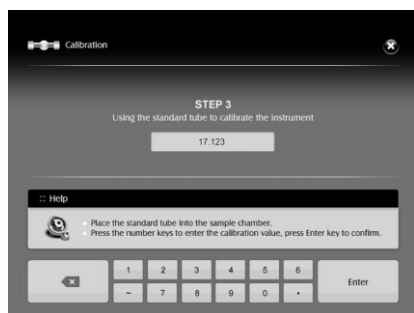 Calibration
STEP 3
Using the standard tube to calibrate the instrument
17.123
:: Help
Place the standard tube into the sample chamber.
Press the number keys to enter the calibration value, press Enter key to confirm.
1 2 3 4 5 6
Enter
- 7 8 9 0 .